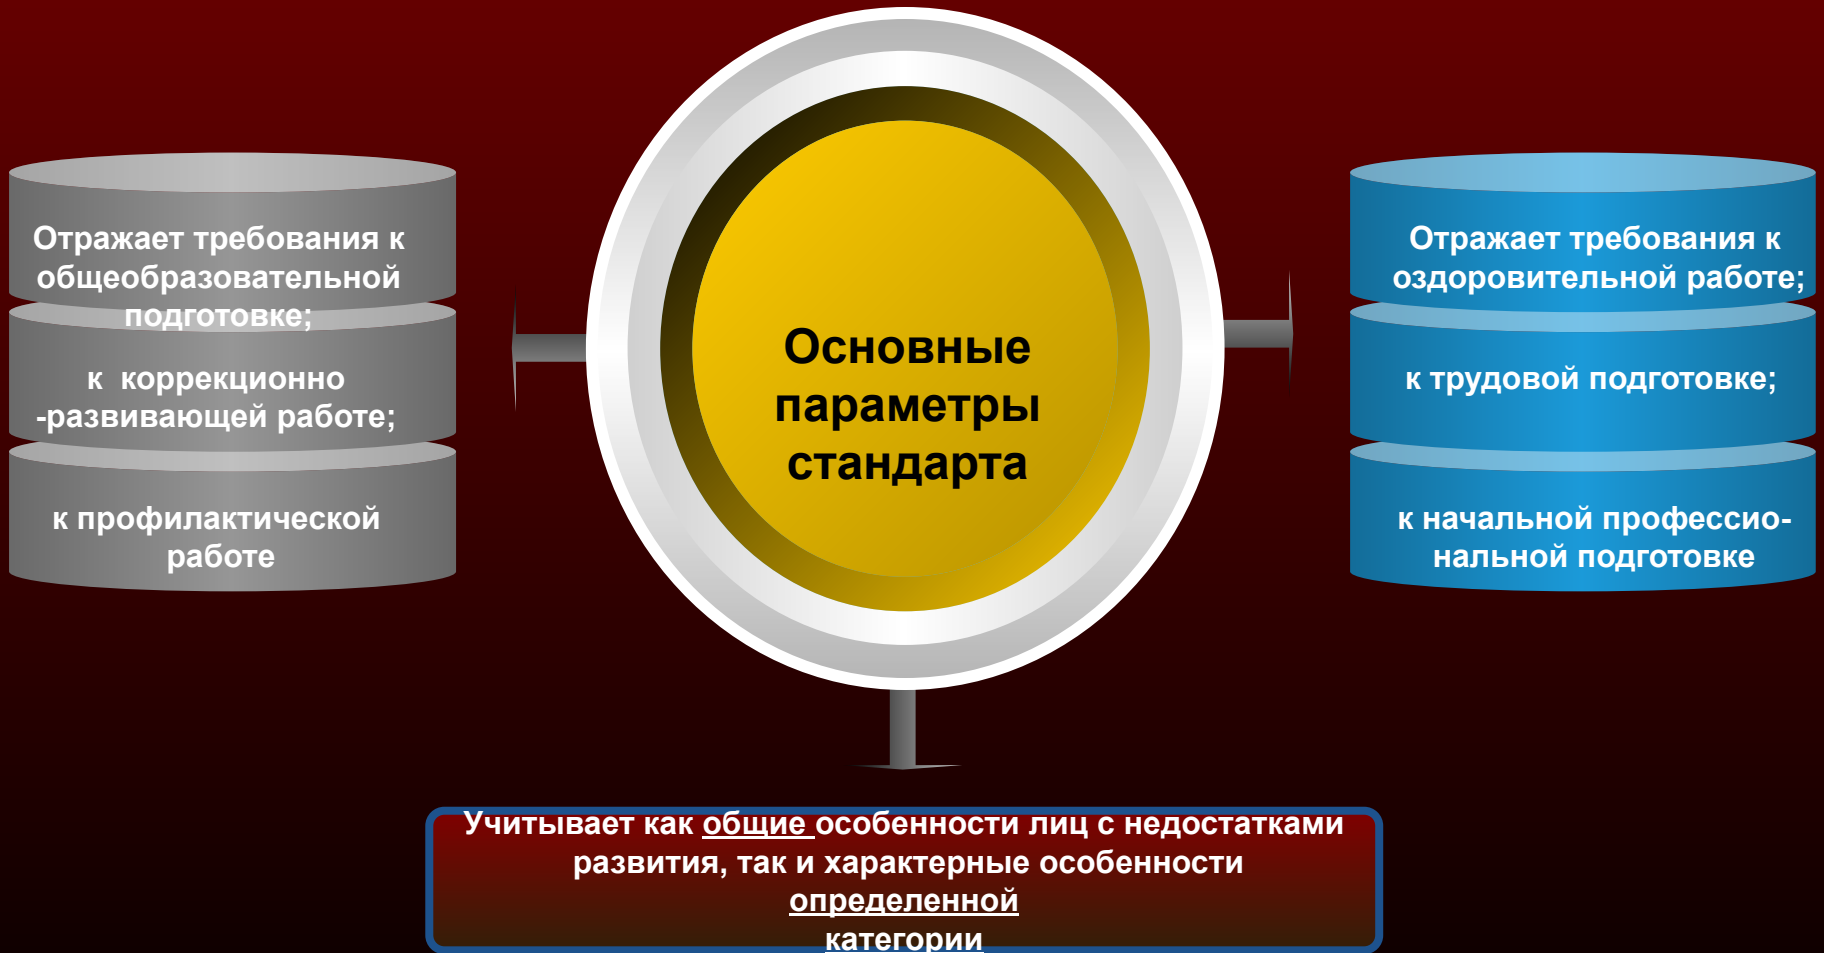 Отражает требования к
общеобразовательной
подготовке;
к коррекционно
-развивающей работе;
к профилактической
работе
Основные
параметры
стандарта
Отражает требования к
оздоровительной работе;
к трудовой подготовке;
к начальной профессио-
нальной подготовке
Учитывает как общие особенности лиц с недостатками
развития, так и характерные особенности
определенной
категории